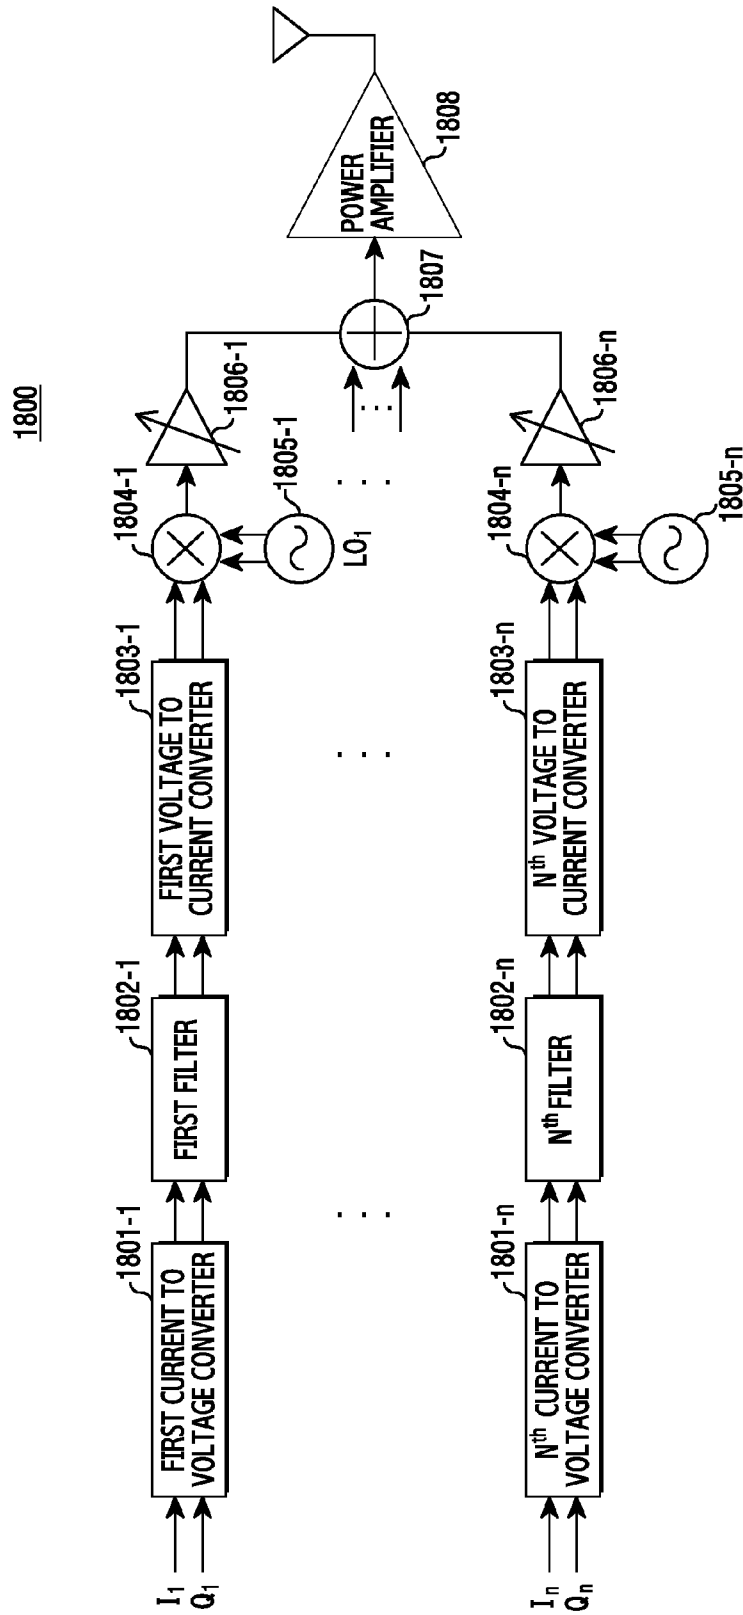 1800
I1
Q1
1801-1
FIRST CURRENT TO
VOLTAGE CONVERTER
1802-1
FIRST FILTER
1803-1
FIRST VOLTAGE TO
CURRENT CONVERTER
1804-1
1805-1
LO1
1806-1
. . .
. . .
. . .
...
1807
POWER
AMPLIFIER
1808
In
Qn
1801-n
Nth CURRENT TO
VOLTAGE CONVERTER
1802-n
Nth FILTER
1803-n
Nth VOLTAGE TO
CURRENT CONVERTER
1804-n
1805-n
1806-n